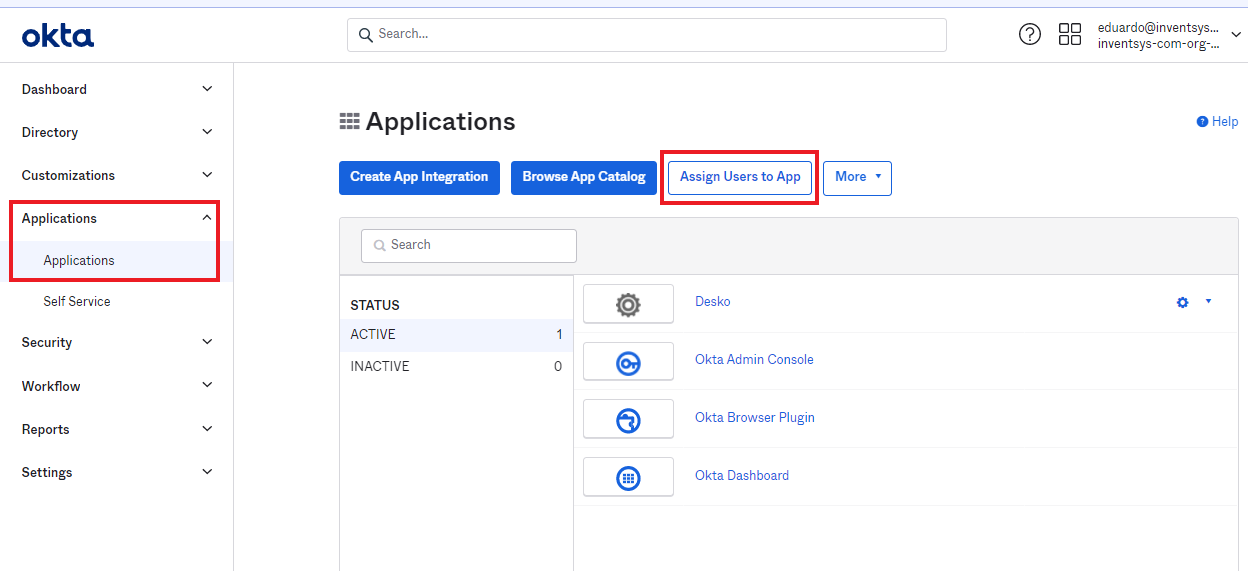 okta
Search...
eduardo@inventsys...
inventsys-com-org-...
Dashboard
Directory
Customizations
Applications
Applications
Self Service
Security
Workflow
Reports
Settings
Applications
Help
Create App Integration
Browse App Catalog
Assign Users to App
More
Search
STATUS
ACTIVE 1
INACTIVE 0
Desko
Okta Admin Console
Okta Browser Plugin
Okta Dashboard